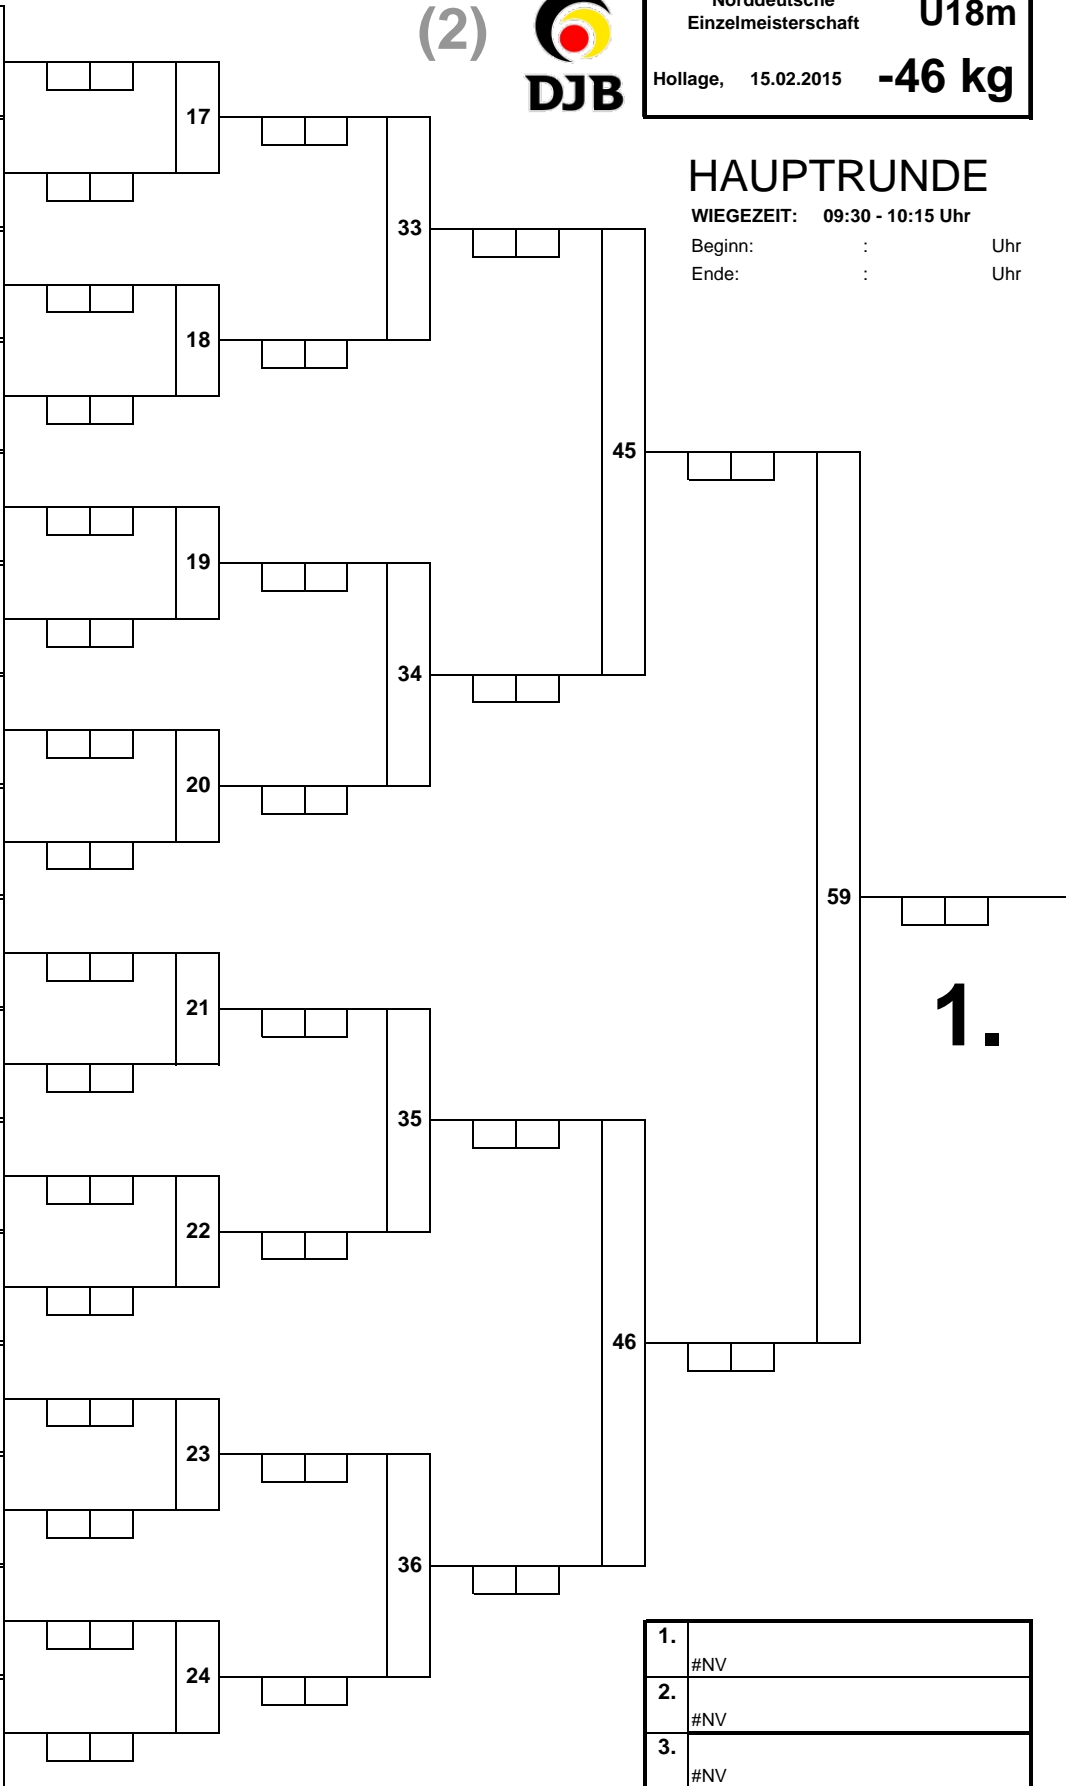 (2)
DJB
Norddeutsche
Einzelmeisterschaft
U18m
Hollage, 15.02.2015
-46 kg
HAUPTRUNDE
WIEGEZEIT: 09:30 - 10:15 Uhr
Beginn: : Uhr
Ende: : Uhr
17
33
18
45
19
34
20
59
21
1.
35
22
46
23
36
24
1.
#NV
2.
#NV
3.
#NV